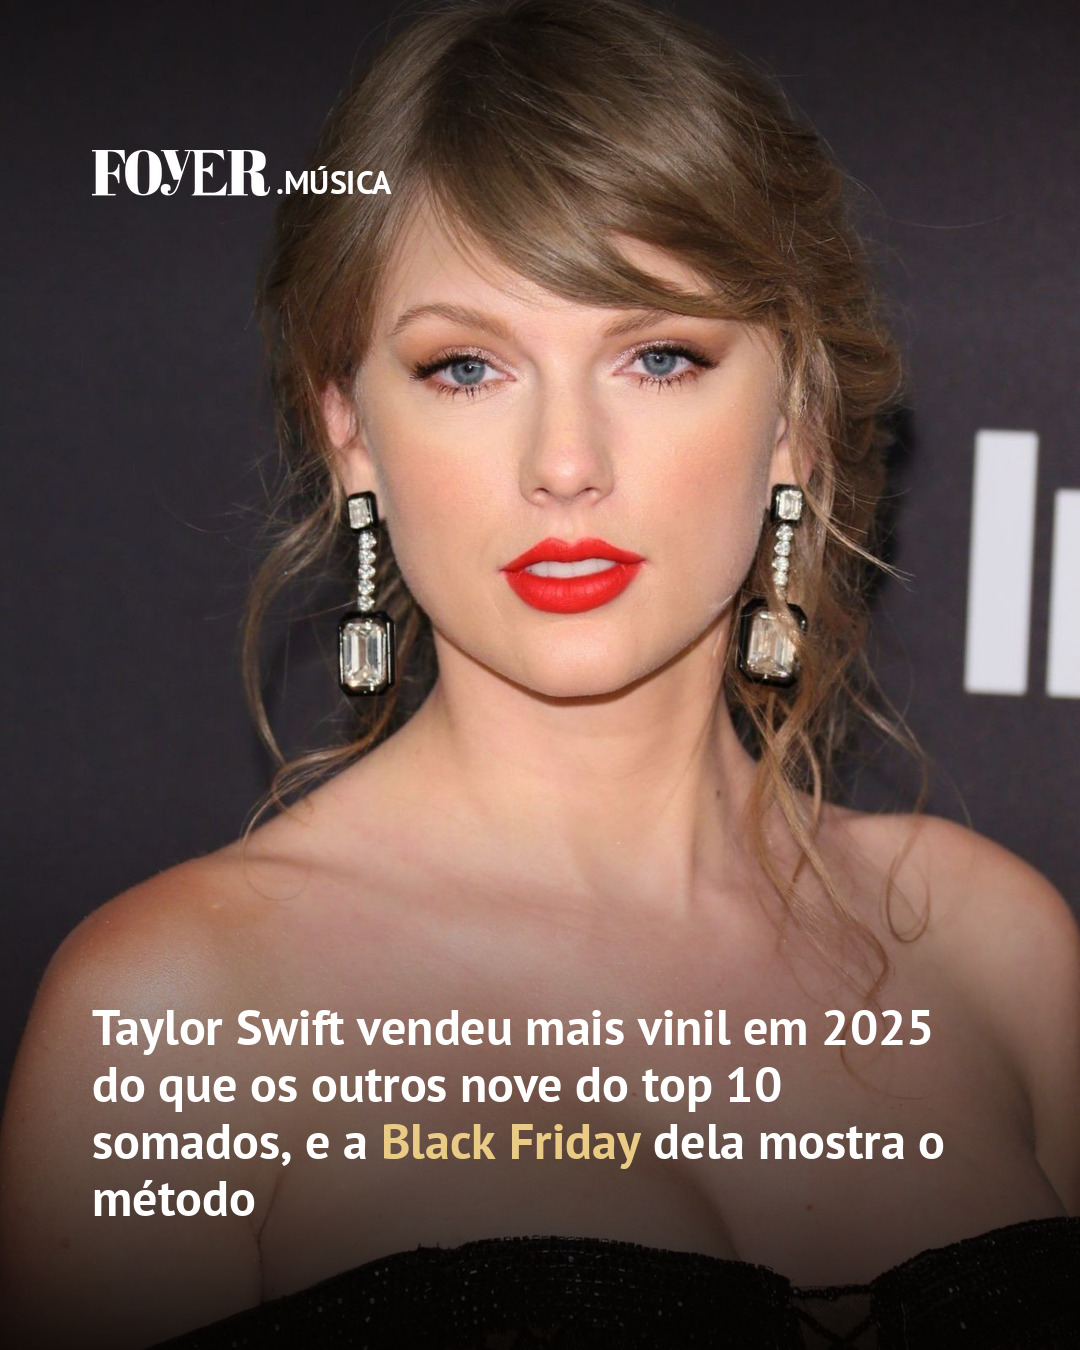 FOYER.MÚSICA
Taylor Swift vendeu mais vinil em 2025
do que os outros nove do top 10
somados, e a Black Friday dela mostra o
método